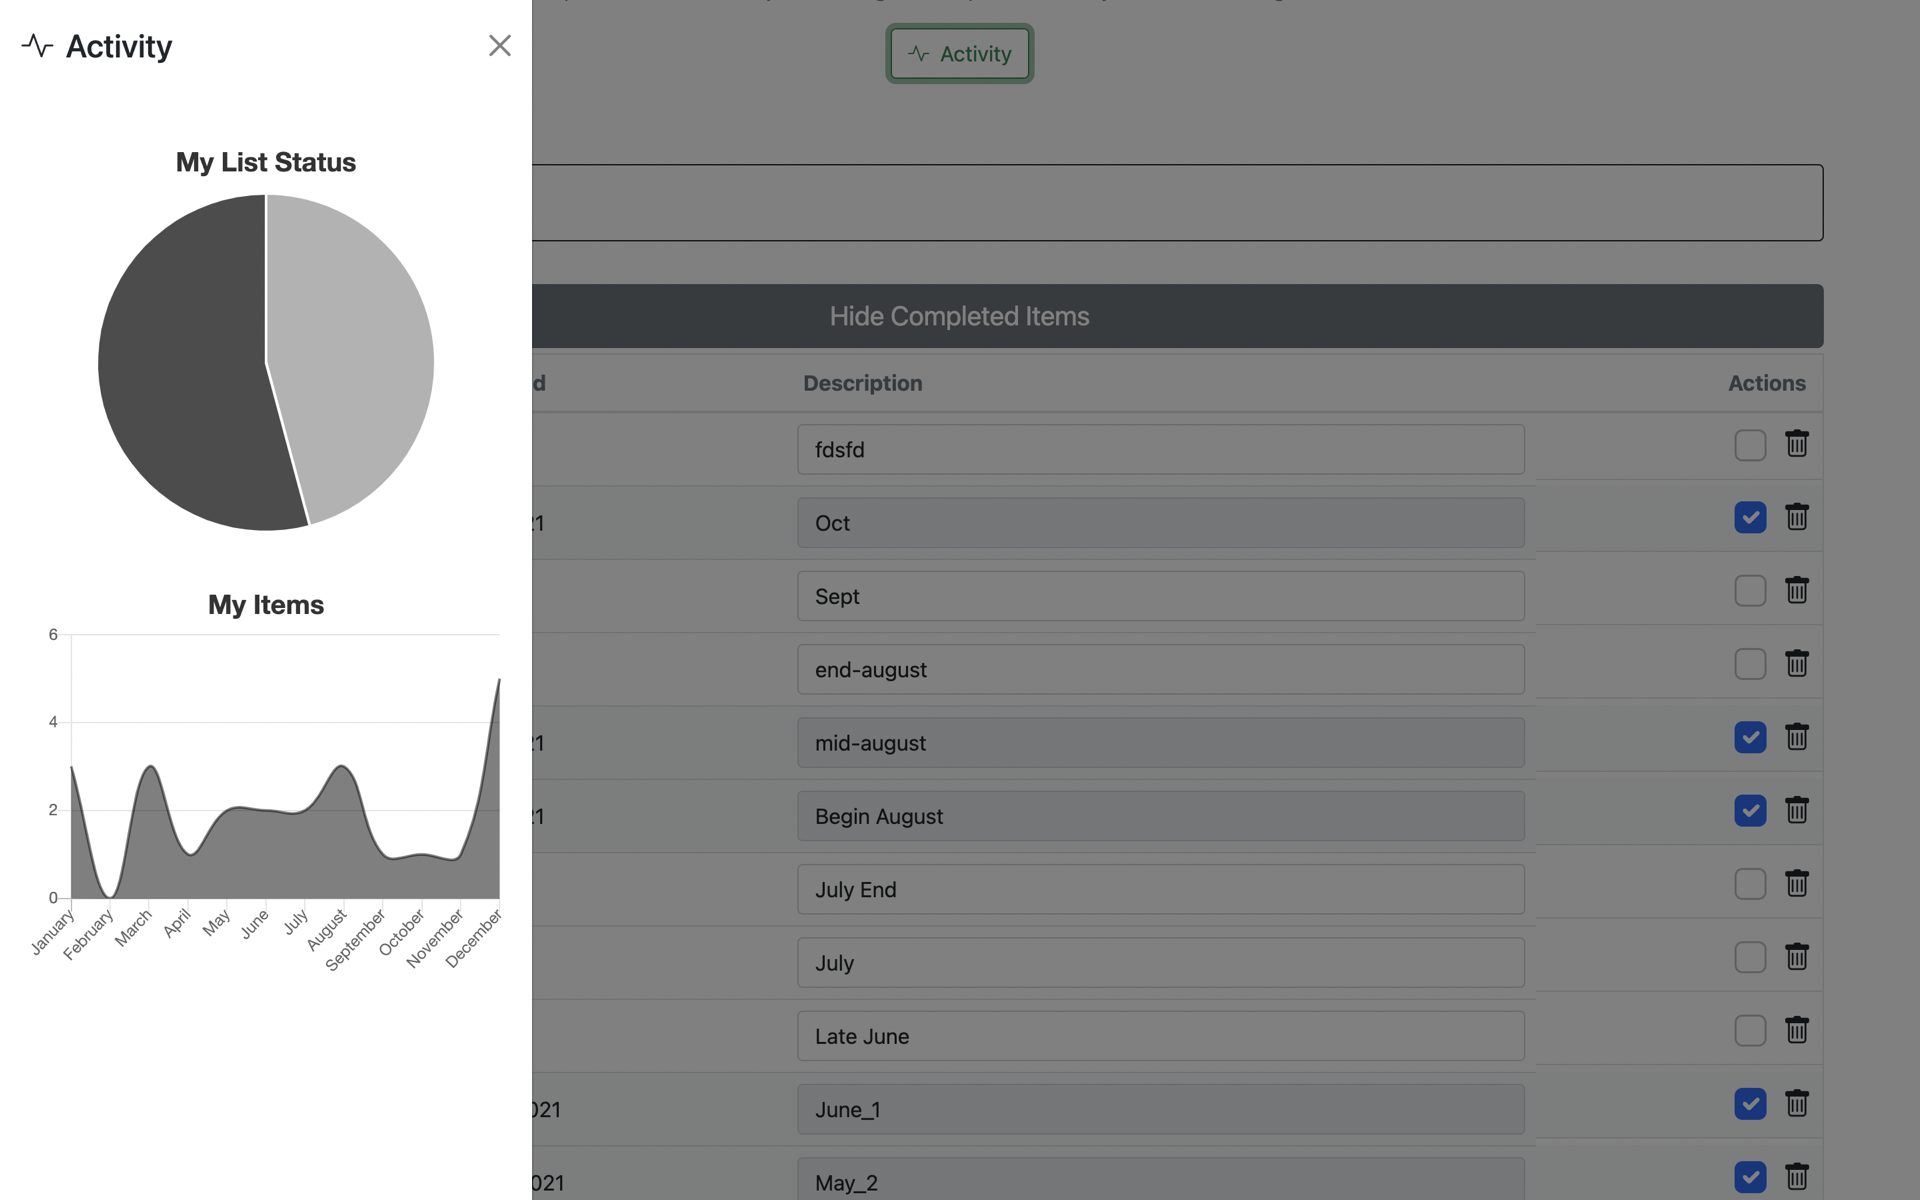 Activity
My List Status
My Items
6
4
2
0
January
February
March
April
May
June
July
August
September
October
November
December
Activity
Hide Completed Items
d Description Actions
fdsfd
21 Oct
Sept
end-august
21 mid-august
21 Begin August
July End
July
Late June
021 June_1
021 May_2